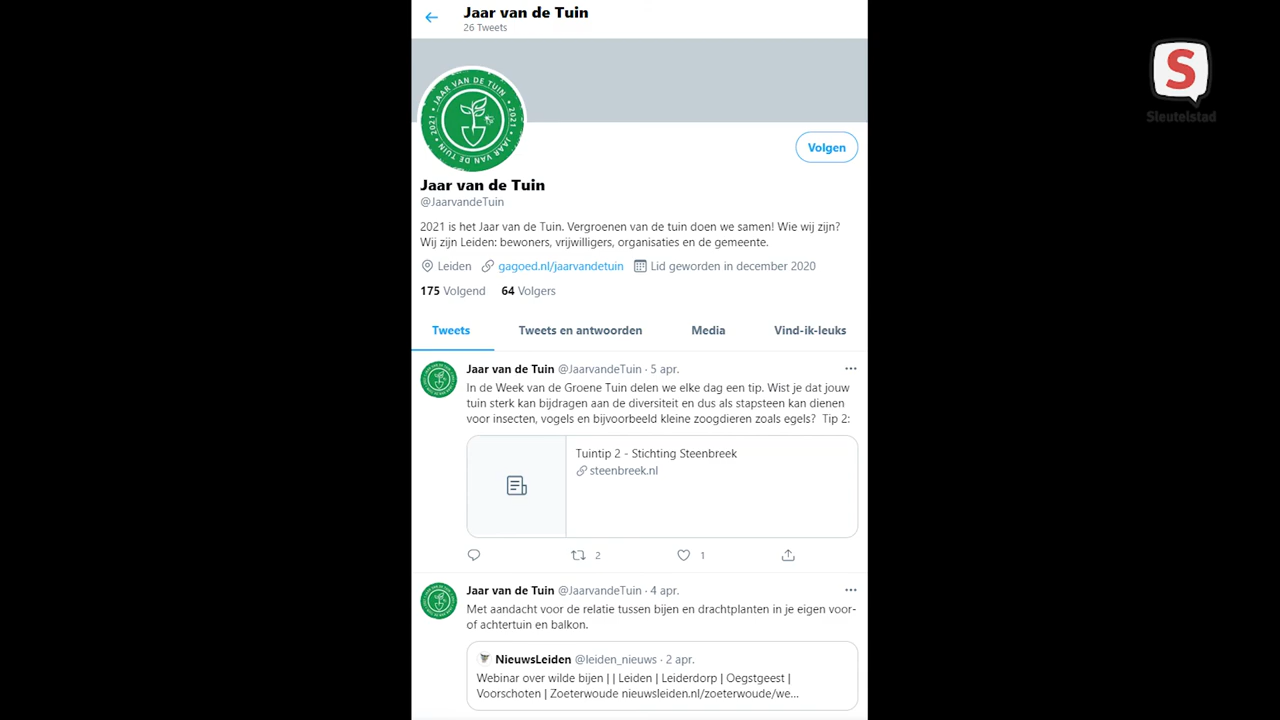 Jaar van de Tuin
26 Tweets
S
Sleutelstad
JAAR VAN DE TUIN • 2021 • JAAR VAN DE TUIN • 2021 •
Volgen
Jaar van de Tuin
@JaarvandeTuin
2021 is het Jaar van de Tuin. Vergroenen van de tuin doen we samen! Wie wij zijn?
Wij zijn Leiden: bewoners, vrijwilligers, organisaties en de gemeente.
Leiden gagoed.nl/jaarvandetuin Lid geworden in december 2020
175 Volgend 64 Volgers
Tweets Tweets en antwoorden Media Vind-ik-leuks
Jaar van de Tuin @JaarvandeTuin · 5 apr.
In de Week van de Groene Tuin delen we elke dag een tip. Wist je dat jouw
tuin sterk kan bijdragen aan de diversiteit en dus als stapsteen kan dienen
voor insecten, vogels en bijvoorbeeld kleine zoogdieren zoals egels? Tip 2:
Tuintip 2 - Stichting Steenbreek
steenbreek.nl
2 1
Jaar van de Tuin @JaarvandeTuin · 4 apr.
Met aandacht voor de relatie tussen bijen en drachtplanten in je eigen voor-
of achtertuin en balkon.
NieuwsLeiden @leiden_nieuws · 2 apr.
Webinar over wilde bijen | | Leiden | Leiderdorp | Oegstgeest |
Voorschoten | Zoeterwoude nieuwsleiden.nl/zoeterwoude/we...